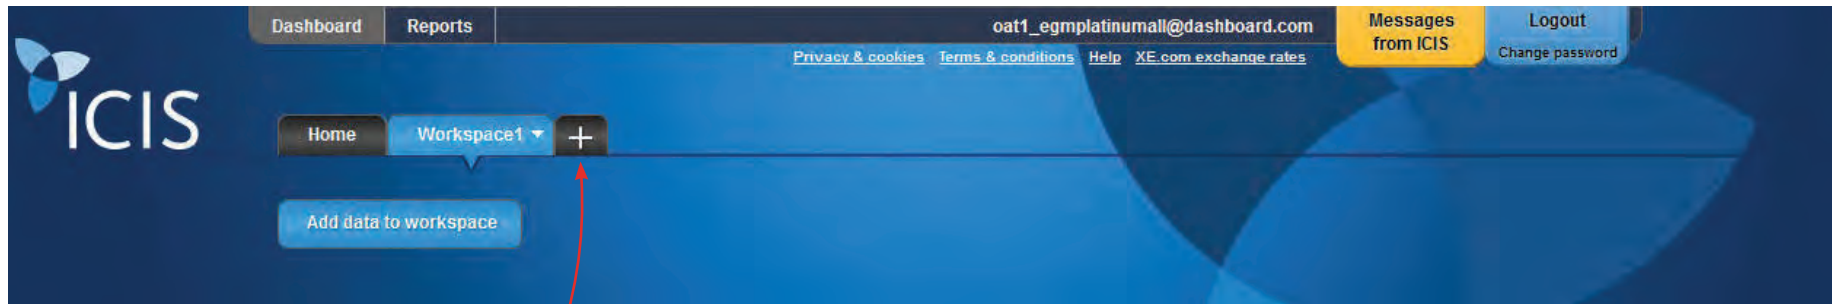 Dashboard Reports oat1_egmplatinumall@dashboard.com Messages from ICIS Logout
Change password
Privacy & cookies Terms & conditions Help XE.com exchange rates
ICIS
Home Workspace1 +
Add data to workspace